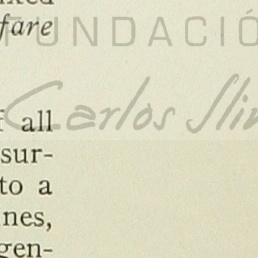 fare
FUNDACIÓ
all
Carlos Slim
sur-
to a
nes,
gen-